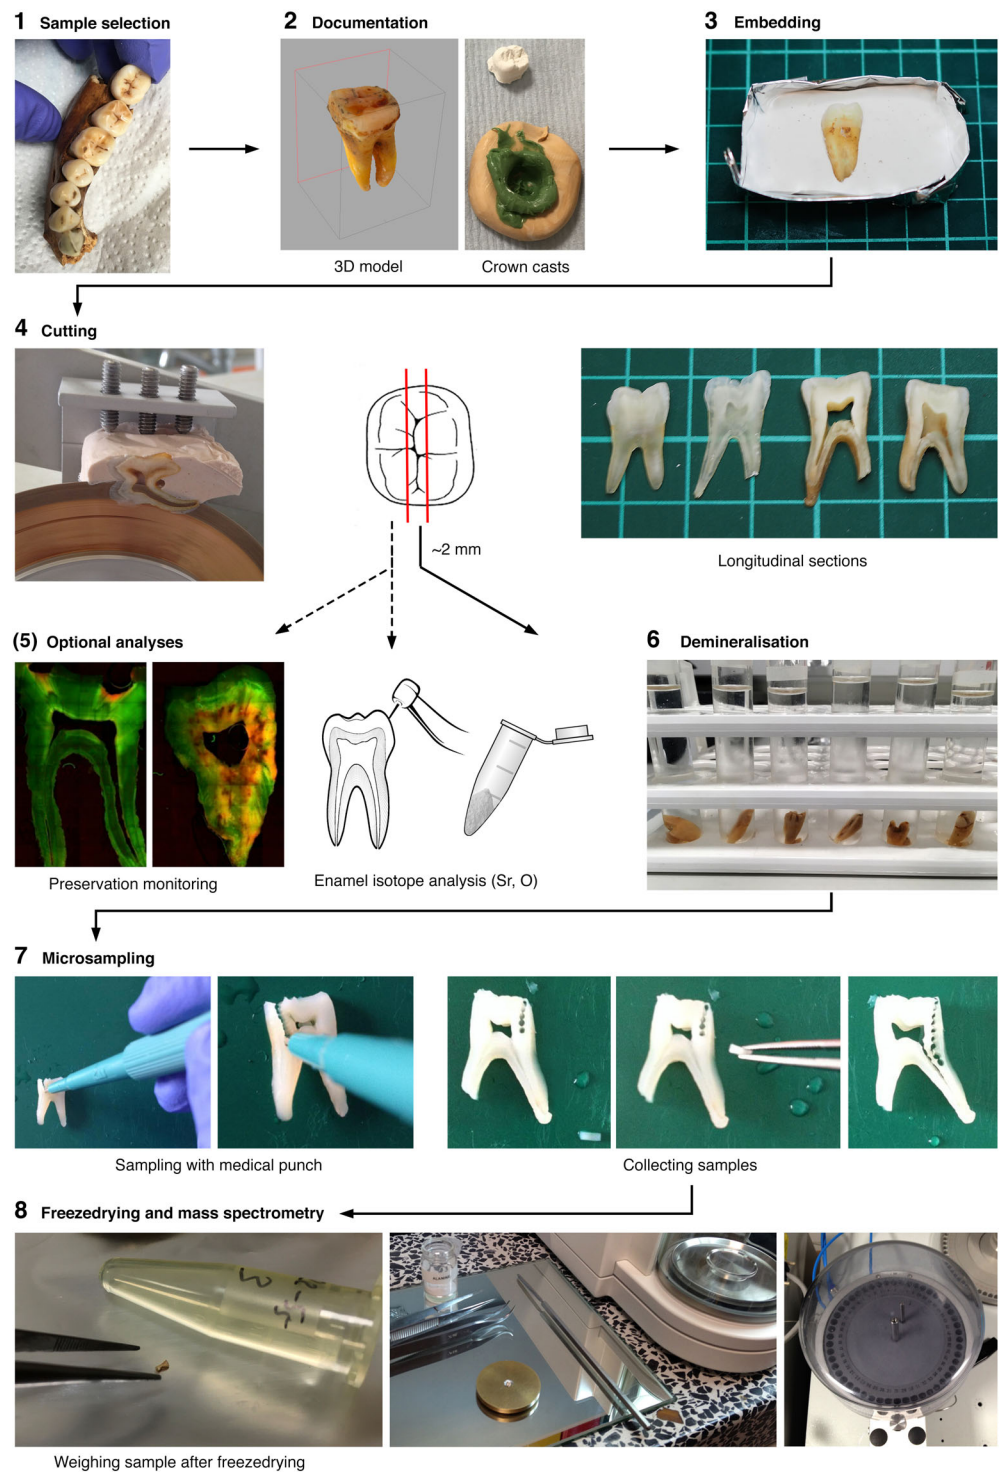 1 Sample selection
2 Documentation
3 Embedding
3D model
Crown casts
4 Cutting
~2 mm
Longitudinal sections
(5) Optional analyses
6 Demineralisation
Preservation monitoring
Enamel isotope analysis (Sr, O)
7 Microsampling
Sampling with medical punch
Collecting samples
8 Freezedrying and mass spectrometry
Weighing sample after freezedrying